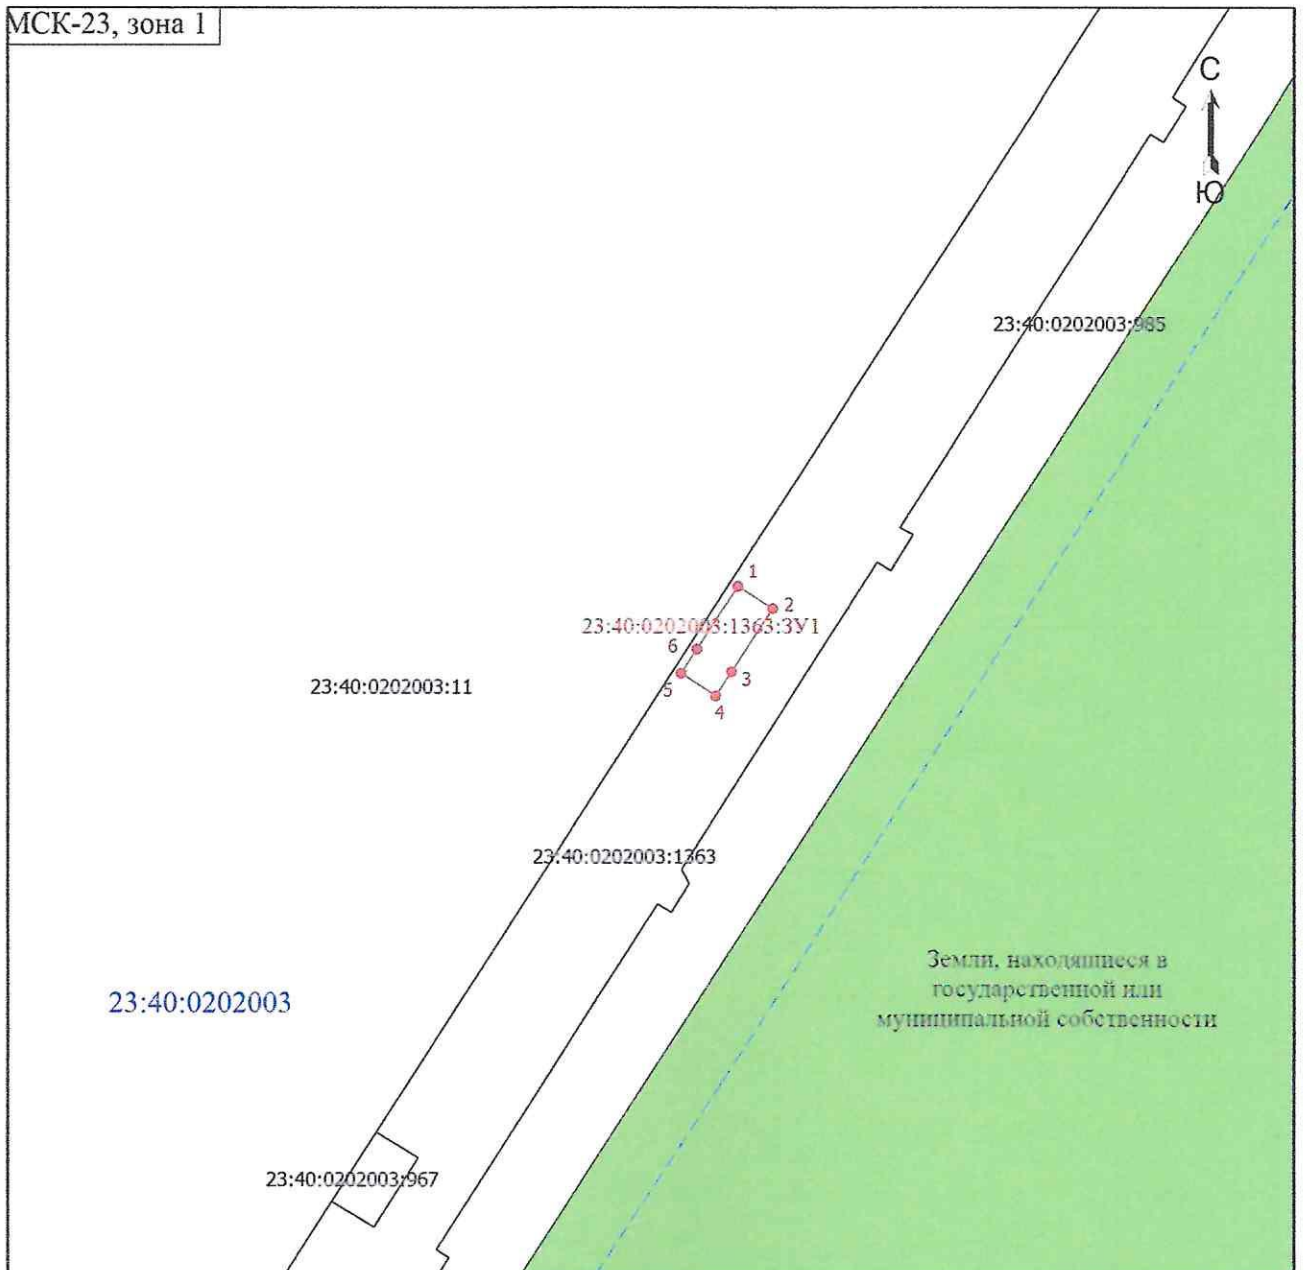 МСК-23, зона 1
С
Ю
23:40:0202003:985
1
2
23:40:0202003:1363:ЗУ1
6
3
5
4
23:40:0202003:11
23:40:0202003:1363
Земли, находящиеся в
государственной или
муниципальной собственности
23:40:0202003
23:40:0202003:967